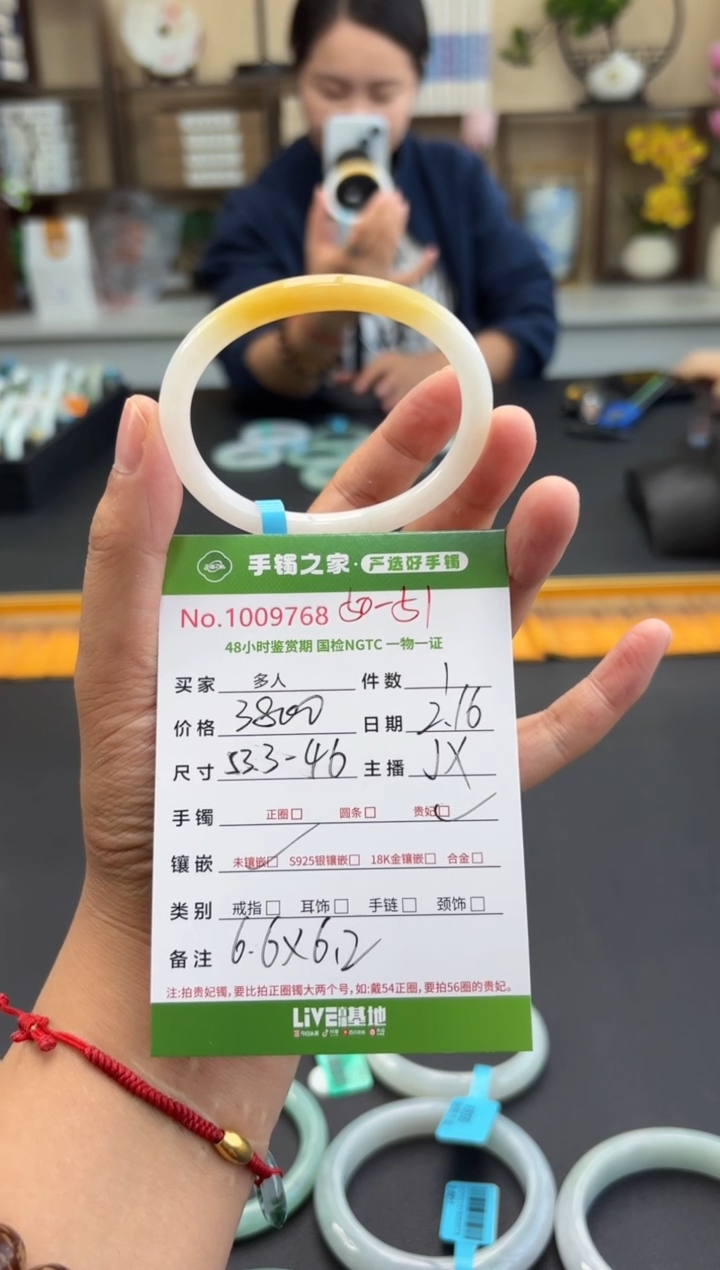 手镯之家·严选好手镯
No.1009768 50-51
48小时鉴赏期 国检NGTC 一物一证
买家 多人 件数 1
价格 3800 日期 2.16
尺寸 53.3-46 主播 JX
手镯 正圈□ 圆条□ 贵妃□
镶嵌 未镶嵌□ S925银镶嵌□ 18K金镶嵌□ 合金□
类别 戒指□ 耳饰□ 手链□ 颈饰□
备注 6.6X6.2
注:拍贵妃镯,要比拍正圈镯大两个号,如:戴54正圈,要拍56圈的贵妃。
LIVE 基地